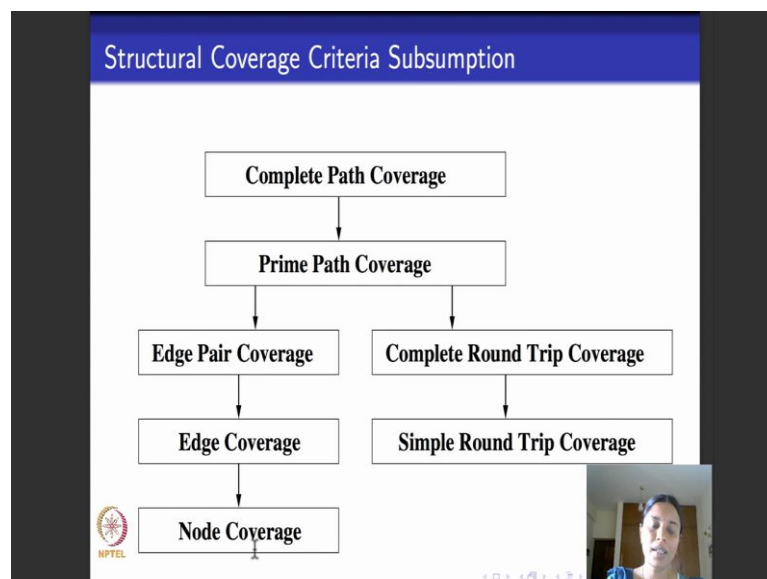 Structural Coverage Criteria Subsumption
Complete Path Coverage
Prime Path Coverage
Edge Pair Coverage
Complete Round Trip Coverage
Edge Coverage
Simple Round Trip Coverage
Node Coverage
NPTEL